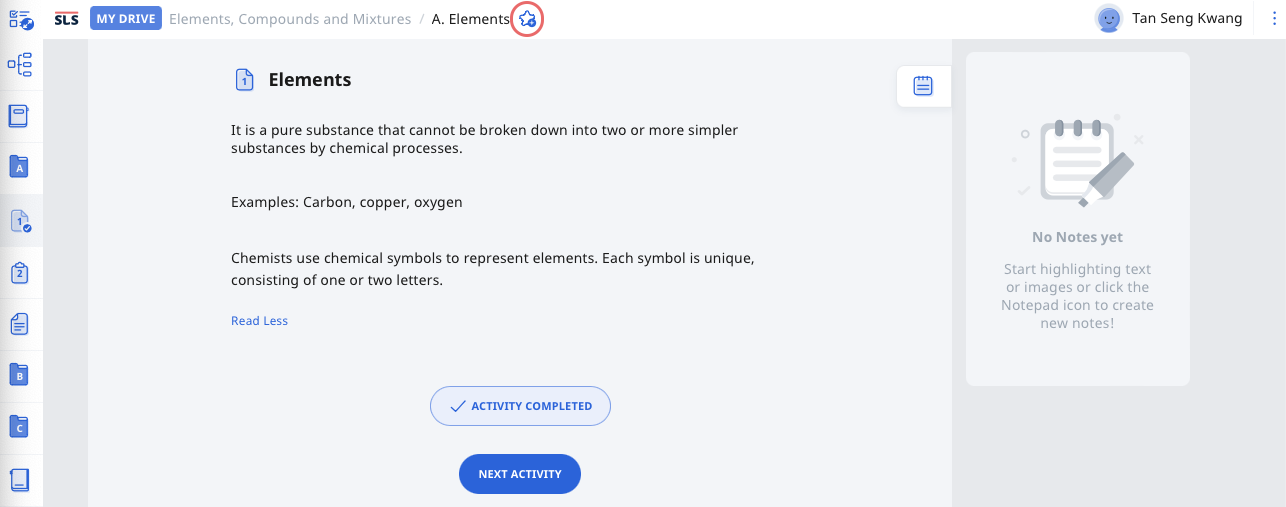 SLS MY DRIVE Elements, Compounds and Mixtures / A. Elements Tan Seng Kwang
1 Elements
It is a pure substance that cannot be broken down into two or more simpler
substances by chemical processes.
Examples: Carbon, copper, oxygen
Chemists use chemical symbols to represent elements. Each symbol is unique,
consisting of one or two letters.
Read Less
ACTIVITY COMPLETED
NEXT ACTIVITY
A
1
2
B
C
No Notes yet
Start highlighting text
or images or click the
Notepad icon to create
new notes!